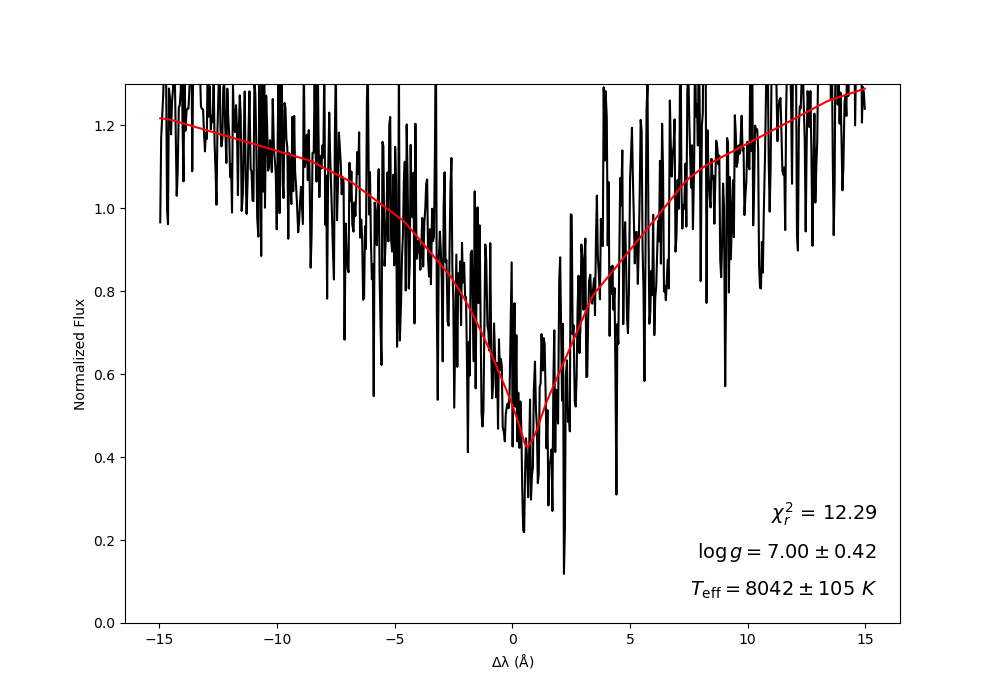 1.2
1.0
0.8
0.6
0.4
0.2
0.0
Normalized Flux
χ²ᵣ = 12.29
log g = 7.00 ± 0.42
T_eff = 8042 ± 105 K
−15 −10 −5 0 5 10 15
Δλ (Å)